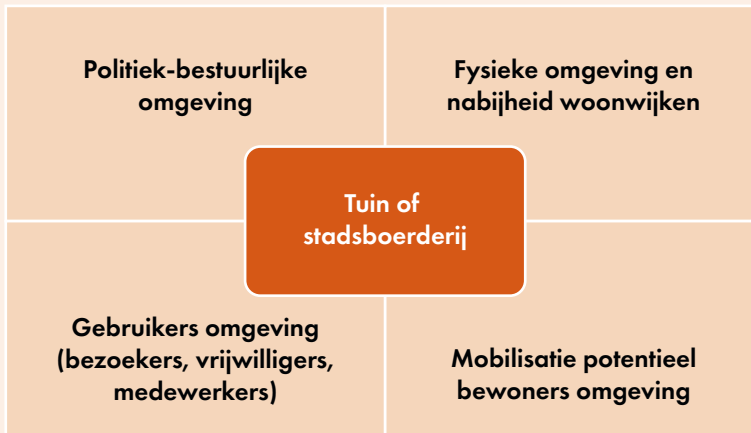 Politiek-bestuurlijke
omgeving
Fysieke omgeving en
nabijheid woonwijken
Tuin of
stadsboerderij
Gebruikers omgeving
(bezoekers, vrijwilligers,
medewerkers)
Mobilisatie potentieel
bewoners omgeving